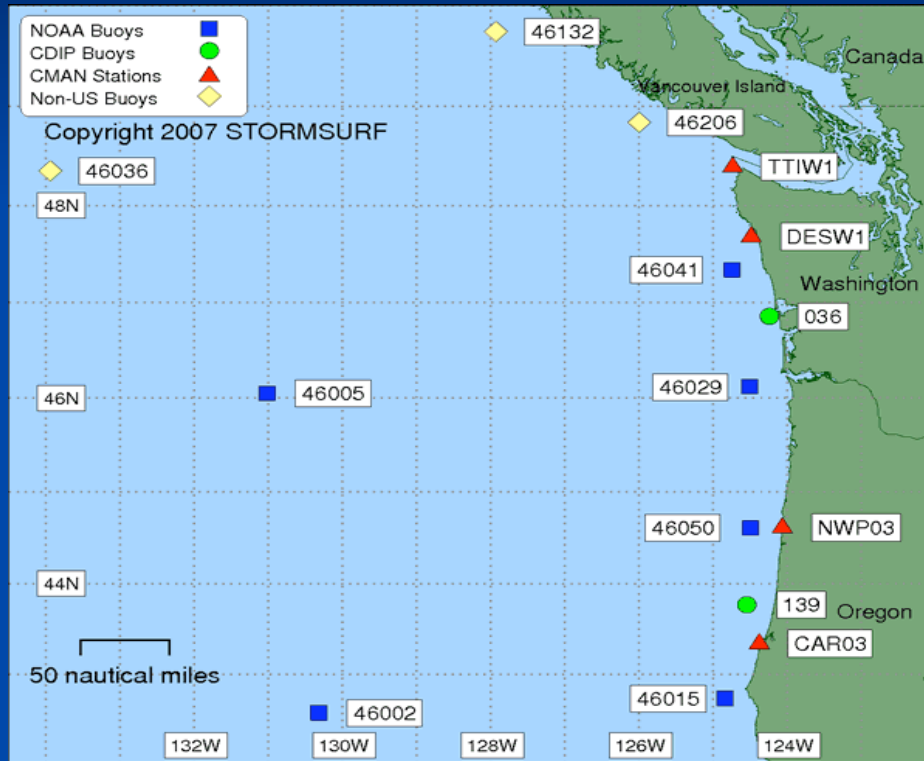 NOAA Buoys
CDIP Buoys
CMAN Stations
Non-US Buoys
Copyright 2007 STORMSURF
46132
Canada
Vancouver Island
46206
46036
TTIW1
48N
DESW1
46041
Washington
036
46005
46029
46N
46050
NWP03
44N
139
Oregon
CAR03
50 nautical miles
46015
46002
132W
130W
128W
126W
124W